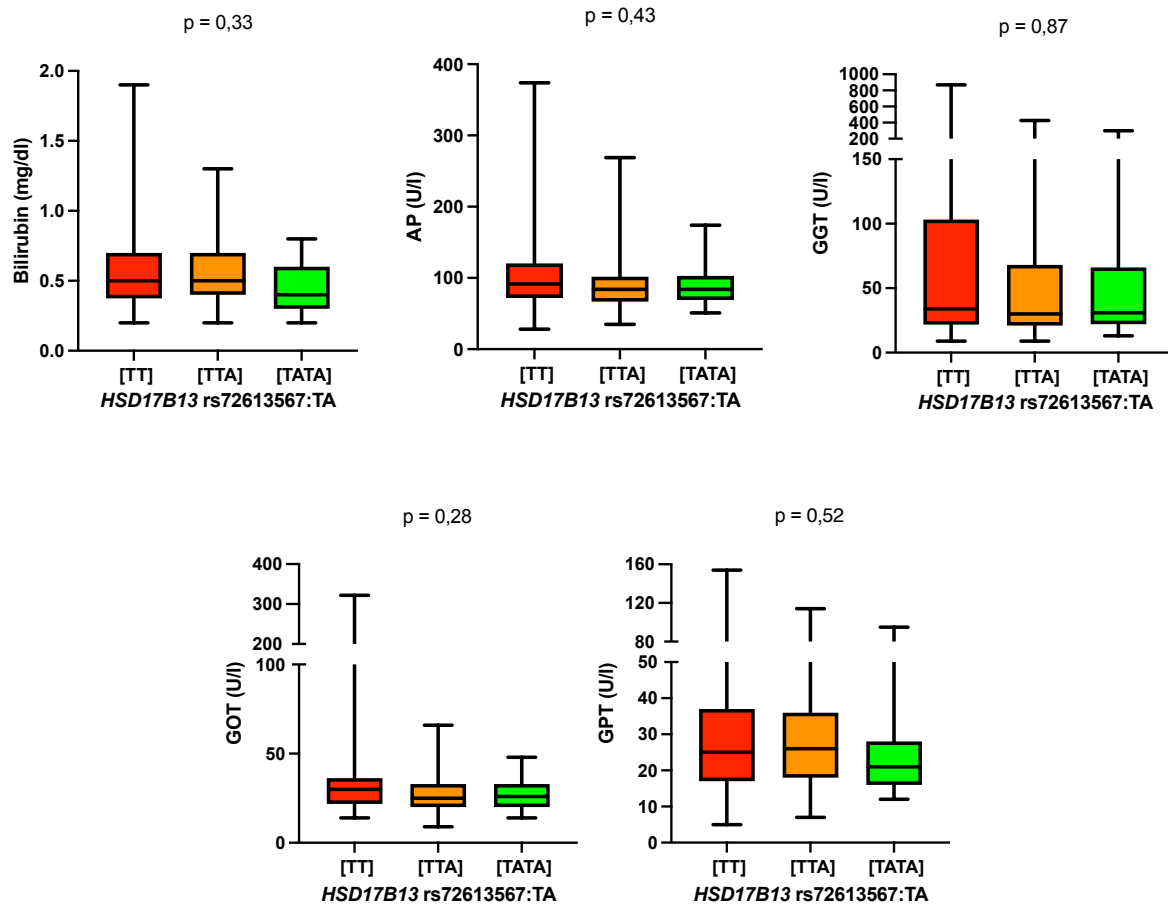 p = 0,33
2.0
1.5
1.0
0.5
0.0
Bilirubin (mg/dl)
[TT] [TTA] [TATA]
HSD17B13 rs72613567:TA
p = 0,43
400
300
200
100
0
AP (U/l)
[TT] [TTA] [TATA]
HSD17B13 rs72613567:TA
p = 0,87
1000
800
600
400
200
150
100
50
0
GGT (U/l)
[TT] [TTA] [TATA]
HSD17B13 rs72613567:TA
p = 0,28
400
300
200
100
50
0
GOT (U/l)
[TT] [TTA] [TATA]
HSD17B13 rs72613567:TA
p = 0,52
160
120
80
50
40
30
20
10
0
GPT (U/l)
[TT] [TTA] [TATA]
HSD17B13 rs72613567:TA